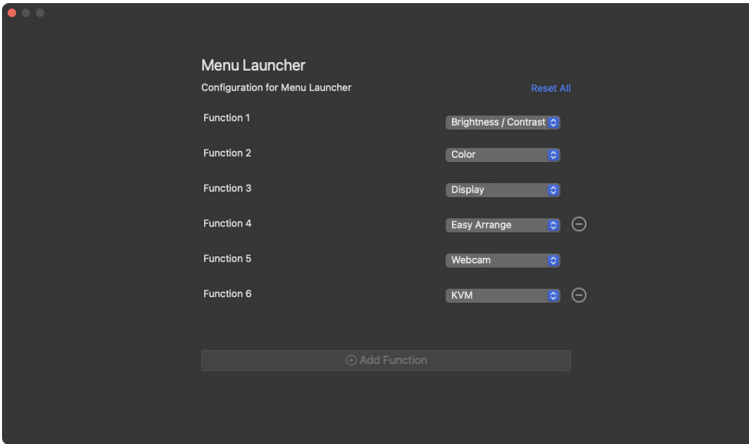 Menu Launcher
Configuration for Menu Launcher Reset All
Function 1 Brightness / Contrast
Function 2 Color
Function 3 Display
Function 4 Easy Arrange
Function 5 Webcam
Function 6 KVM
Add Function